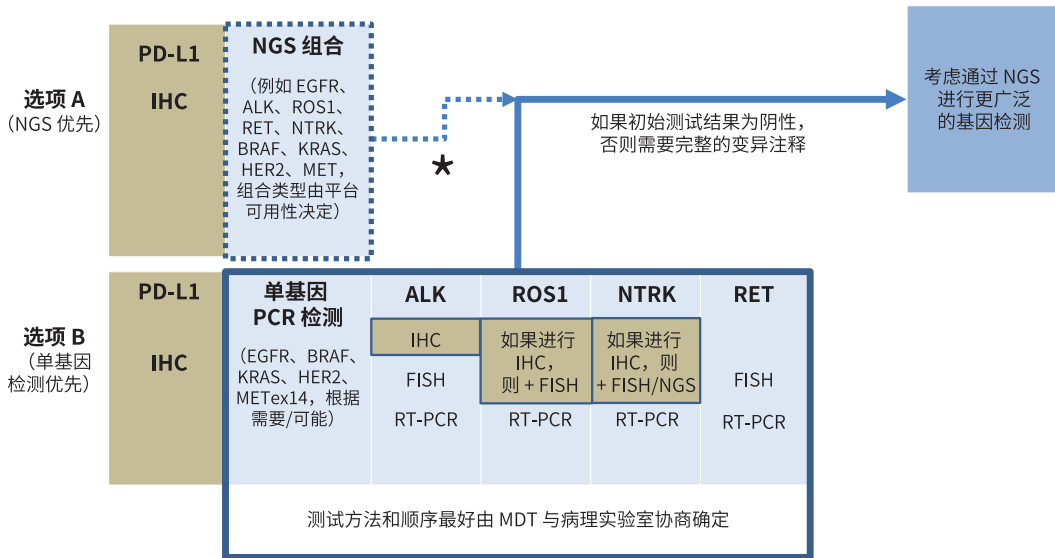 选项 A
（NGS 优先）
PD-L1
IHC
NGS 组合
（例如 EGFR、
ALK、ROS1、
RET、NTRK、
BRAF、KRAS、
HER2、MET，
组合类型由平台
可用性决定）
★
如果初始测试结果为阴性，
否则需要完整的变异注释
考虑通过 NGS
进行更广泛
的基因检测
选项 B
（单基因
检测优先）
PD-L1
IHC
单基因
PCR 检测
（EGFR、BRAF、
KRAS、HER2、
METex14，根据
需要/可能）
ALK
IHC
FISH
RT-PCR
ROS1
如果进行
IHC，
则 + FISH
RT-PCR
NTRK
如果进行
IHC，则
+ FISH/NGS
RT-PCR
RET
FISH
RT-PCR
测试方法和顺序最好由 MDT 与病理实验室协商确定